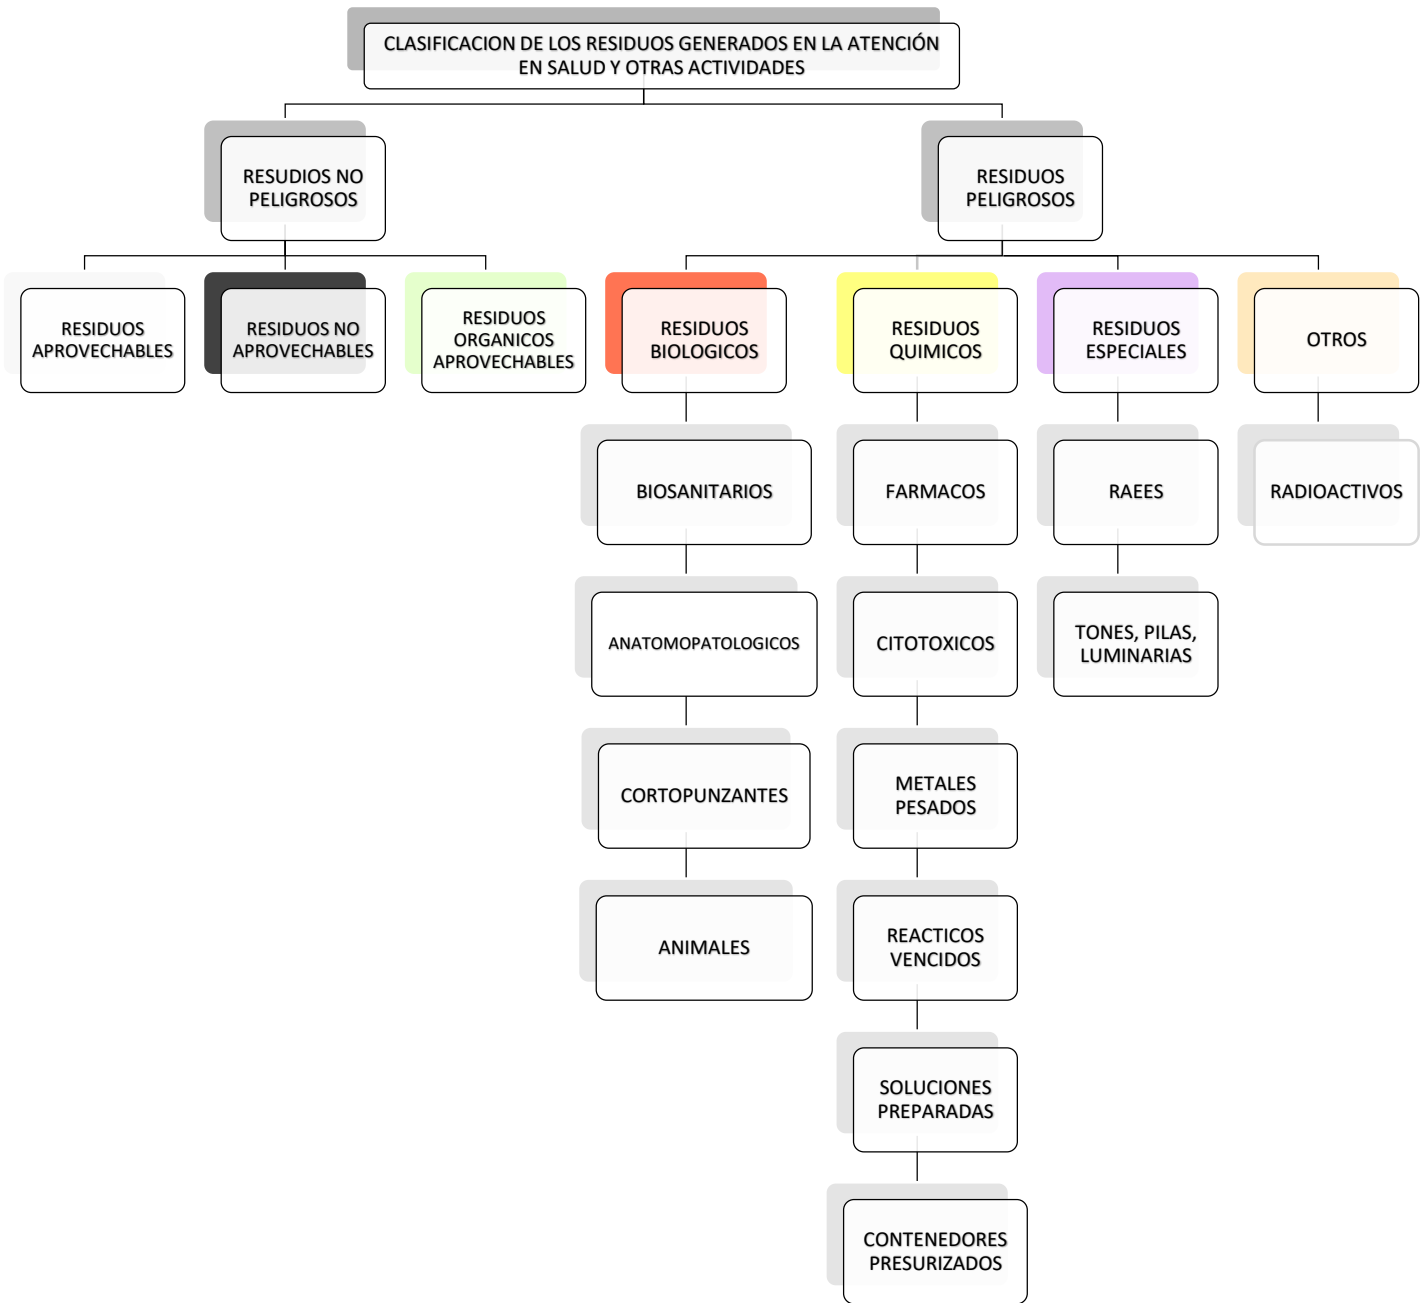 CLASIFICACION DE LOS RESIDUOS GENERADOS EN LA ATENCIÓN
EN SALUD Y OTRAS ACTIVIDADES
RESUDIOS NO
PELIGROSOS
RESIDUOS
PELIGROSOS
RESIDUOS
APROVECHABLES
RESIDUOS NO
APROVECHABLES
RESIDUOS
ORGANICOS
APROVECHABLES
RESIDUOS
BIOLOGICOS
RESIDUOS
QUIMICOS
RESIDUOS
ESPECIALES
OTROS
BIOSANITARIOS
FARMACOS
RAEES
RADIOACTIVOS
ANATOMOPATOLOGICOS
CITOTOXICOS
TONES, PILAS,
LUMINARIAS
CORTOPUNZANTES
METALES
PESADOS
ANIMALES
REACTICOS
VENCIDOS
SOLUCIONES
PREPARADAS
CONTENEDORES
PRESURIZADOS